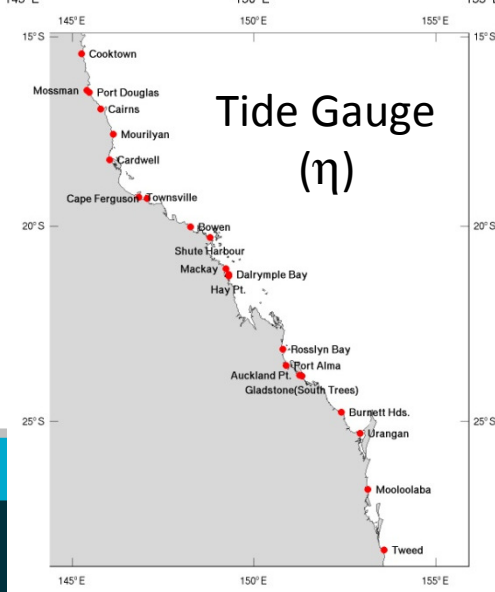 145°E 150°E 155°E
15°S 15°S
Cooktown
Mossman Port Douglas
Cairns
Tide Gauge
(η)
Mourilyan
Cardwell
Cape Ferguson Townsville
20°S 20°S
Bowen
Shute Harbour
Mackay Dalrymple Bay
Hay Pt.
Rosslyn Bay
Port Alma
Auckland Pt.
Gladstone(South Trees)
Burnett Hds.
25°S 25°S
Urangan
Mooloolaba
Tweed
145°E 150°E 155°E